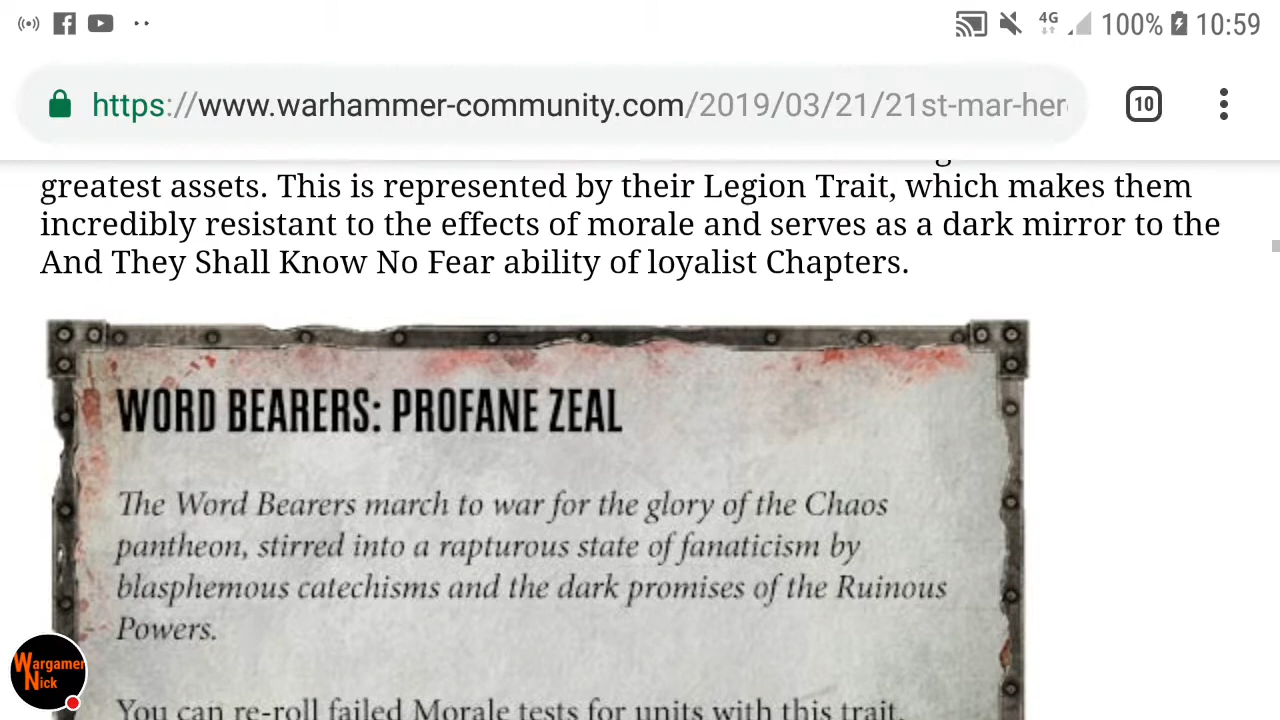 4G 100% 10:59
https://www.warhammer-community.com/2019/03/21/21st-mar-her
10
greatest assets. This is represented by their Legion Trait, which makes them
incredibly resistant to the effects of morale and serves as a dark mirror to the
And They Shall Know No Fear ability of loyalist Chapters.
WORD BEARERS: PROFANE ZEAL
The Word Bearers march to war for the glory of the Chaos
pantheon, stirred into a rapturous state of fanaticism by
blasphemous catechisms and the dark promises of the Ruinous
Powers.
Wargamer
Nick
You can re-roll failed Morale tests for units with this trait.